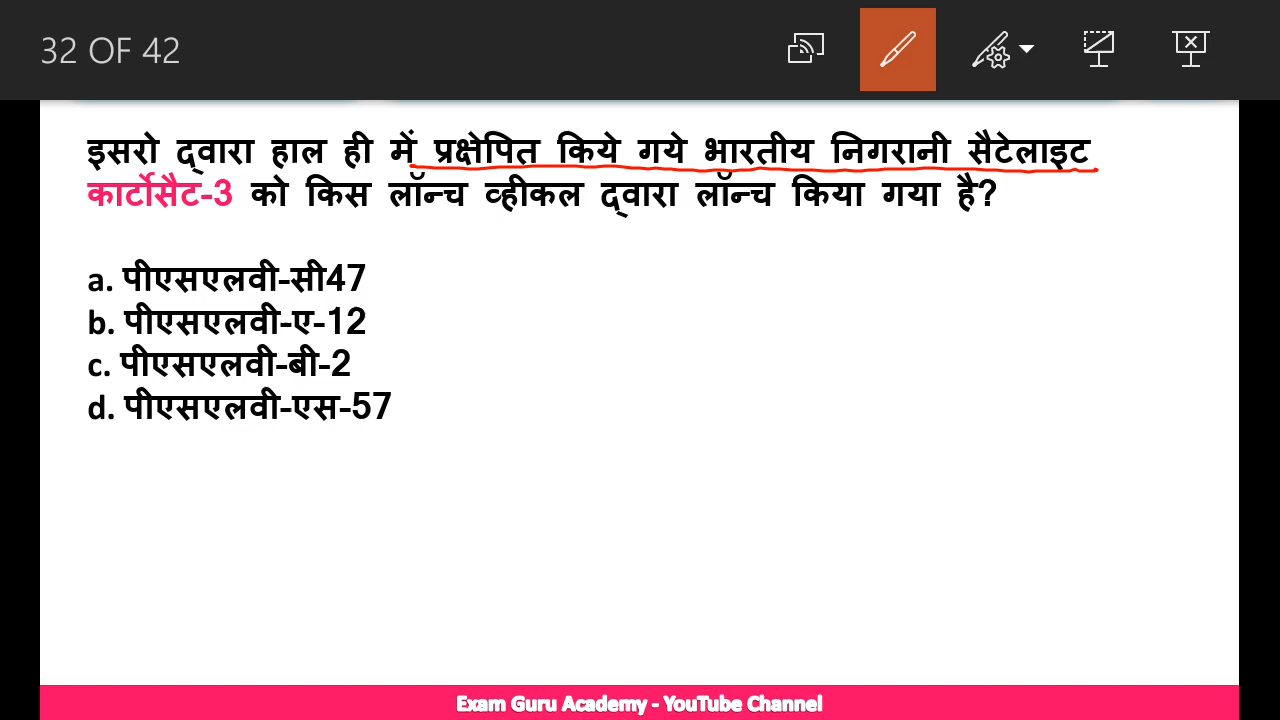 32 OF 42
इसरो द्वारा हाल ही में प्रक्षेपित किये गये भारतीय निगरानी सैटेलाइट
कार्टोसैट-3 को किस लॉन्च व्हीकल द्वारा लॉन्च किया गया है?
a. पीएसएलवी-सी47
b. पीएसएलवी-ए-12
c. पीएसएलवी-बी-2
d. पीएसएलवी-एस-57
Exam Guru Academy - YouTube Channel